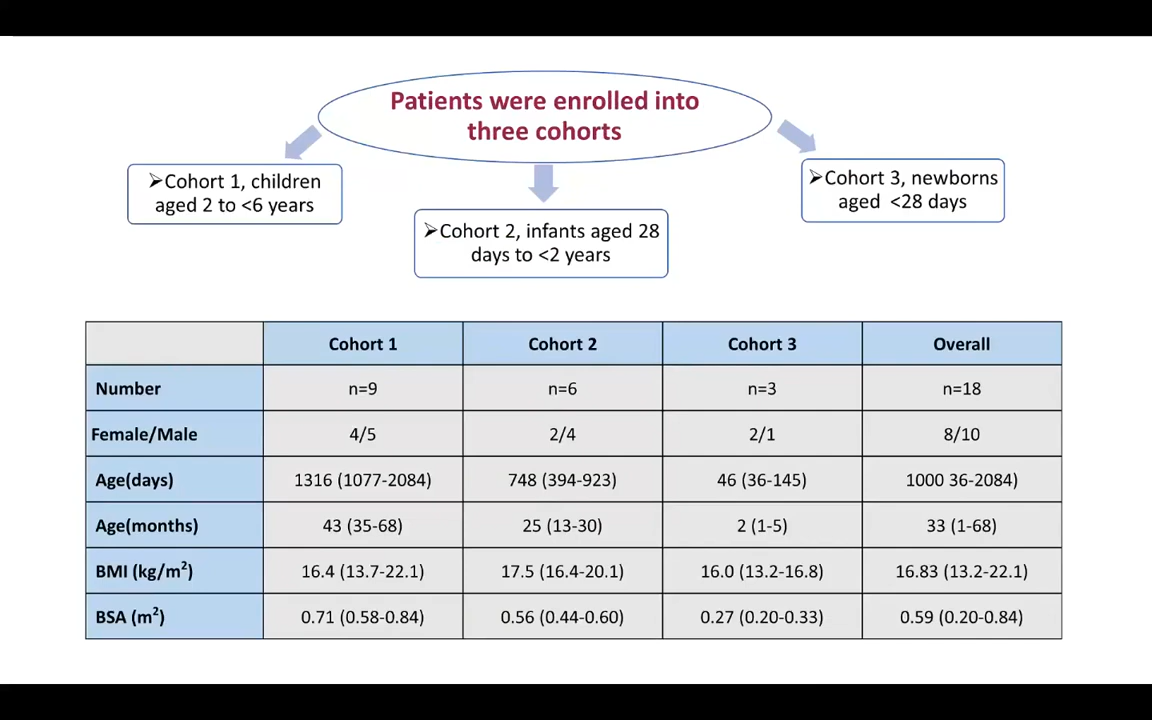 Patients were enrolled into
three cohorts
➢Cohort 1, children
aged 2 to <6 years
➢Cohort 2, infants aged 28
days to <2 years
➢Cohort 3, newborns
aged <28 days
Cohort 1 Cohort 2 Cohort 3 Overall
Number n=9 n=6 n=3 n=18
Female/Male 4/5 2/4 2/1 8/10
Age(days) 1316 (1077-2084) 748 (394-923) 46 (36-145) 1000 36-2084)
Age(months) 43 (35-68) 25 (13-30) 2 (1-5) 33 (1-68)
BMI (kg/m²) 16.4 (13.7-22.1) 17.5 (16.4-20.1) 16.0 (13.2-16.8) 16.83 (13.2-22.1)
BSA (m²) 0.71 (0.58-0.84) 0.56 (0.44-0.60) 0.27 (0.20-0.33) 0.59 (0.20-0.84)